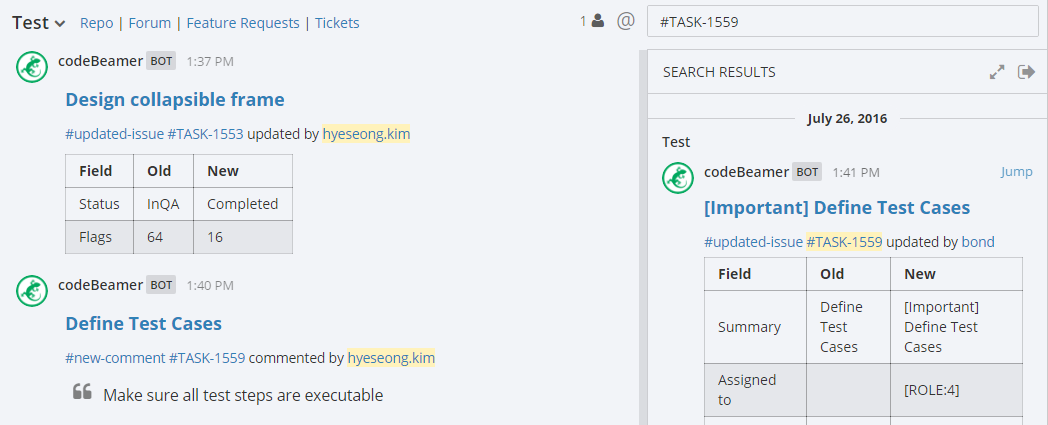 Test Repo | Forum | Feature Requests | Tickets 1 @
codeBeamer BOT 1:37 PM
Design collapsible frame
#updated-issue #TASK-1553 updated by hyeseong.kim
Field Old New
Status InQA Completed
Flags 64 16
codeBeamer BOT 1:40 PM
Define Test Cases
#new-comment #TASK-1559 commented by hyeseong.kim
Make sure all test steps are executable
#TASK-1559
SEARCH RESULTS
July 26, 2016
Test
codeBeamer BOT 1:41 PM Jump
[Important] Define Test Cases
#updated-issue #TASK-1559 updated by bond
Field Old New
Summary
Define
Test
Cases
[Important]
Define Test
Cases
Assigned
to
[ROLE:4]